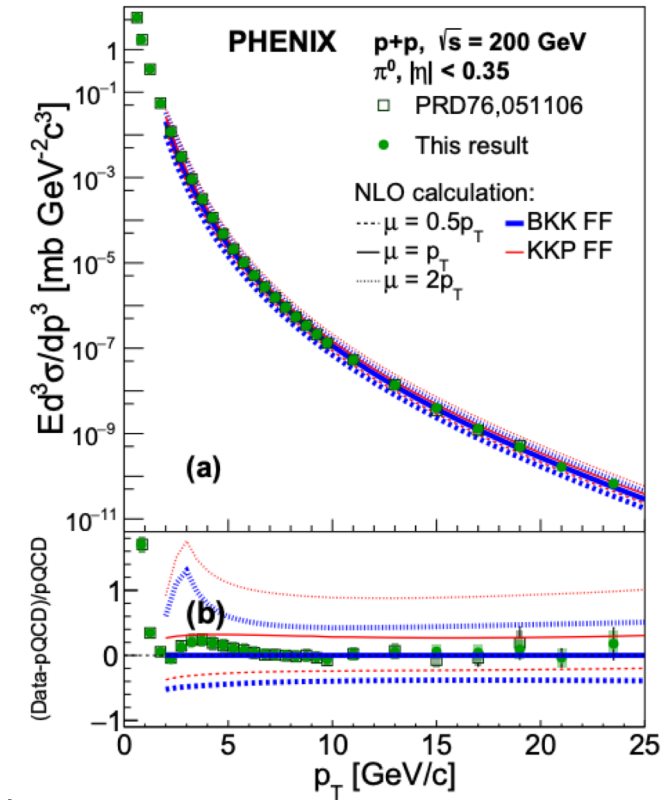 PHENIX
p+p, √s = 200 GeV
π⁰, |η| < 0.35
PRD76,051106
This result
NLO calculation:
μ = 0.5p_T BKK FF
μ = p_T KKP FF
μ = 2p_T
Ed³σ/dp³ [mb GeV⁻²c³]
1
10⁻¹
10⁻³
10⁻⁵
10⁻⁷
10⁻⁹
10⁻¹¹
(a)
(Data-pQCD)/pQCD
1
0
−1
(b)
0 5 10 15 20 25
p_T [GeV/c]